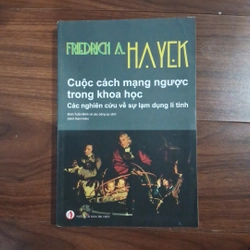 FRIEDRICH A.
HAYEK
Cuộc cách mạng ngược
trong khoa học
Các nghiên cứu về sự lạm dụng lí tính